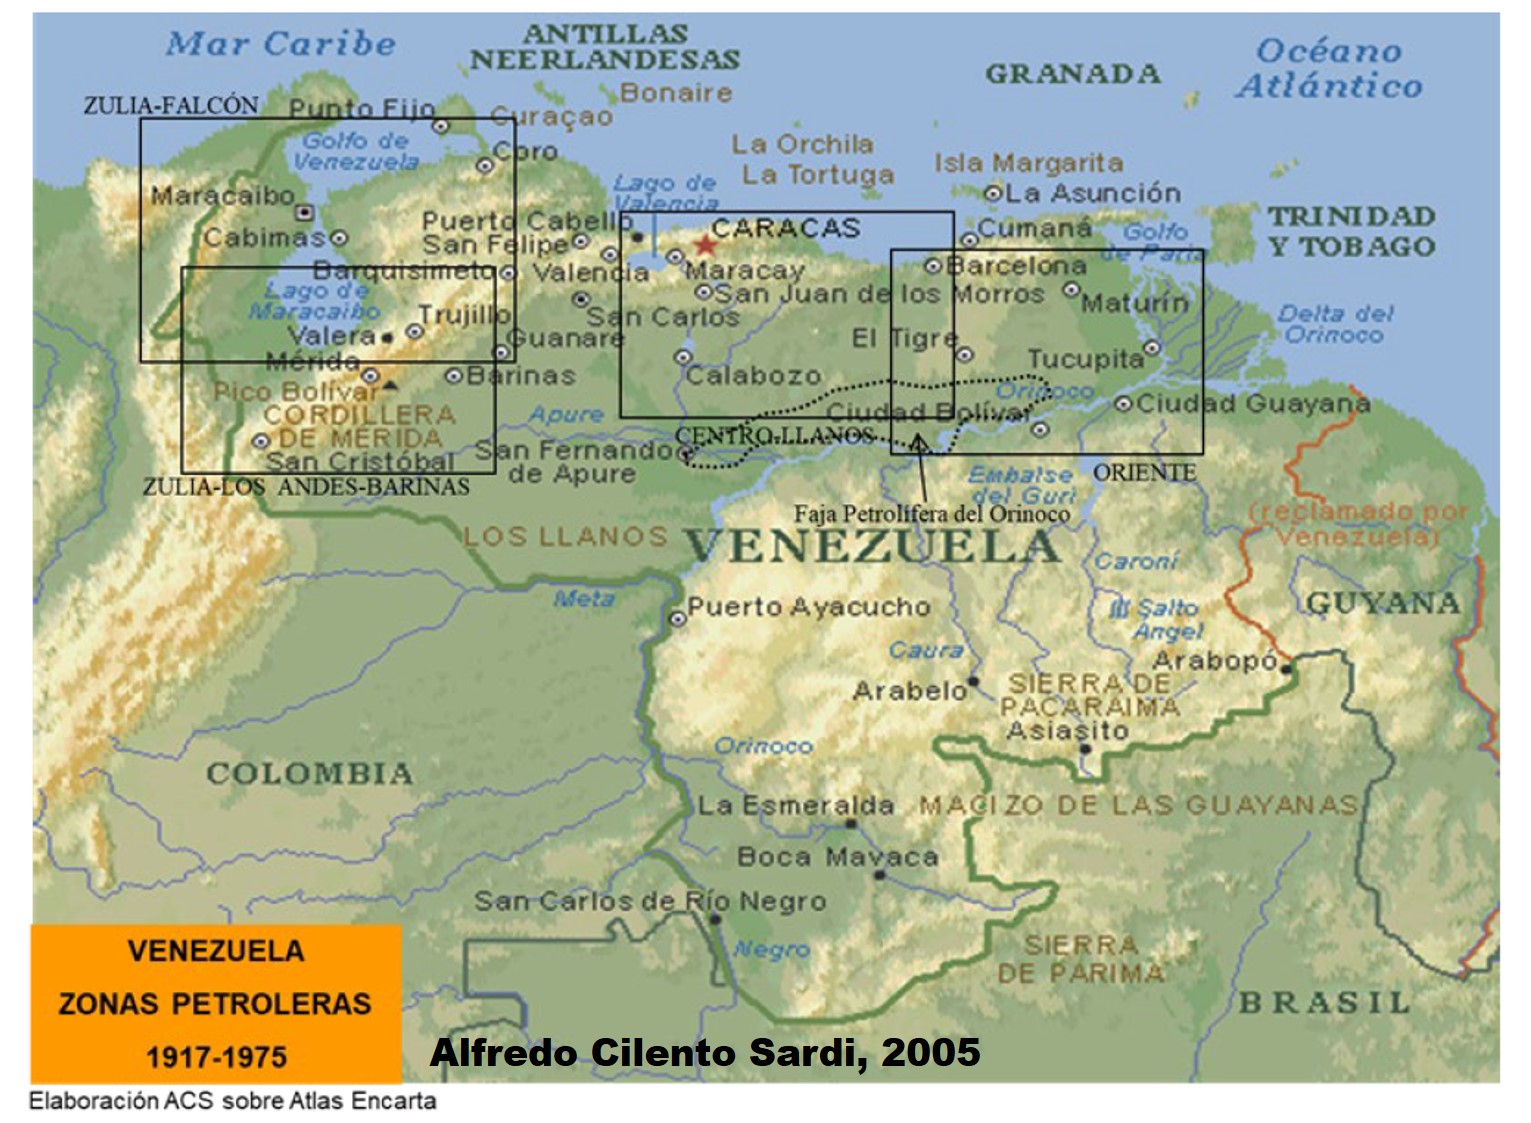 Mar Caribe
ANTILLAS
NEERLANDESAS
Océano
Atlántico
GRANADA
Bonaire
ZULIA-FALCÓN
Punto Fijo
Curaçao
Golfo de
Venezuela
Coro
La Orchila
La Tortuga
Isla Margarita
Lago de
Valencia
La Asunción
Maracaibo
TRINIDAD
Y TOBAGO
Puerto Cabello
CARACAS
Cumaná
Golfo
de Paria
Cabimas
San Felipe
Barquisimeto
Valencia
Maracay
Barcelona
Lago de
Maracaibo
San Juan de los Morros
Maturín
Trujillo
San Carlos
Delta del
Orinoco
Valera
Guanare
El Tigre
Tucupita
Mérida
Barinas
Calabozo
Pico Bolívar
Orinoco
CORDILLERA
DE MÉRIDA
Apure
Ciudad Bolívar
Ciudad Guayana
CENTRO-LLANOS
San Cristóbal
San Fernando
de Apure
ORIENTE
Embalse
del Guri
ZULIA-LOS ANDES-BARINAS
Faja Petrolífera del Orinoco
(reclamado por
Venezuela)
LOS LLANOS
VENEZUELA
Caroní
Meta
Puerto Ayacucho
Salto
Angel
GUYANA
Caura
Arabopó
Arabelo
SIERRA DE
PACARAIMA
Asiasito
Orinoco
COLOMBIA
La Esmeralda
MACIZO DE LAS GUAYANAS
Boca Mavaca
San Carlos de Río Negro
Negro
SIERRA
DE PARIMA
BRASIL
VENEZUELA
ZONAS PETROLERAS
1917-1975
Alfredo Cilento Sardi, 2005
Elaboración ACS sobre Atlas Encarta